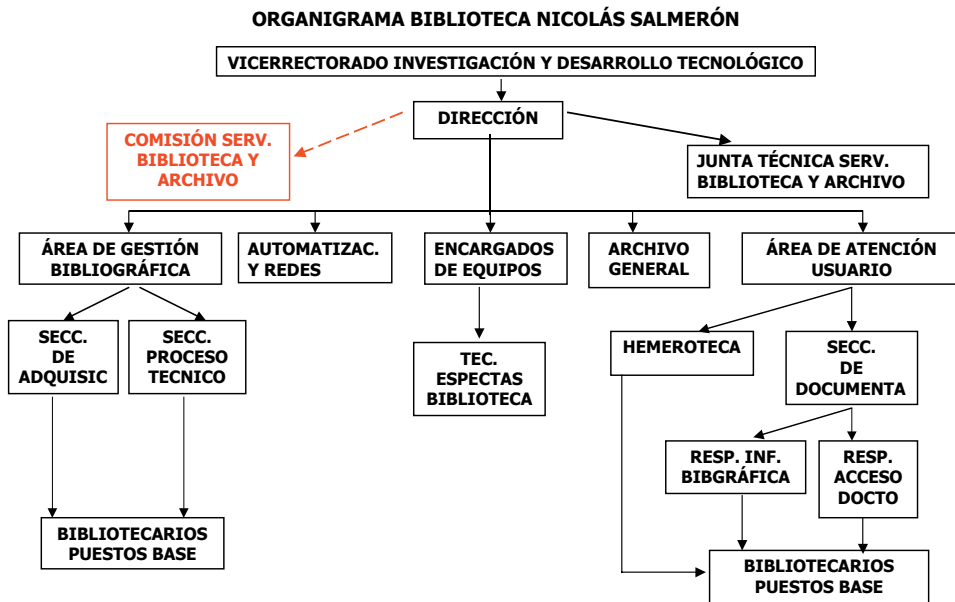 ORGANIGRAMA BIBLIOTECA NICOLÁS SALMERÓN
VICERRECTORADO INVESTIGACIÓN Y DESARROLLO TECNOLÓGICO
DIRECCIÓN
COMISIÓN SERV.
BIBLIOTECA Y
ARCHIVO
JUNTA TÉCNICA SERV.
BIBLIOTECA Y ARCHIVO
ÁREA DE GESTIÓN
BIBLIOGRÁFICA
AUTOMATIZAC.
Y REDES
ENCARGADOS
DE EQUIPOS
ARCHIVO
GENERAL
ÁREA DE ATENCIÓN
USUARIO
SECC.
DE
ADQUISIC
SECC.
PROCESO
TECNICO
TEC.
ESPECTAS
BIBLIOTECA
HEMEROTECA
SECC.
DE
DOCUMENTA
RESP. INF.
BIBGRÁFICA
RESP.
ACCESO
DOCTO
BIBLIOTECARIOS
PUESTOS BASE
BIBLIOTECARIOS
PUESTOS BASE